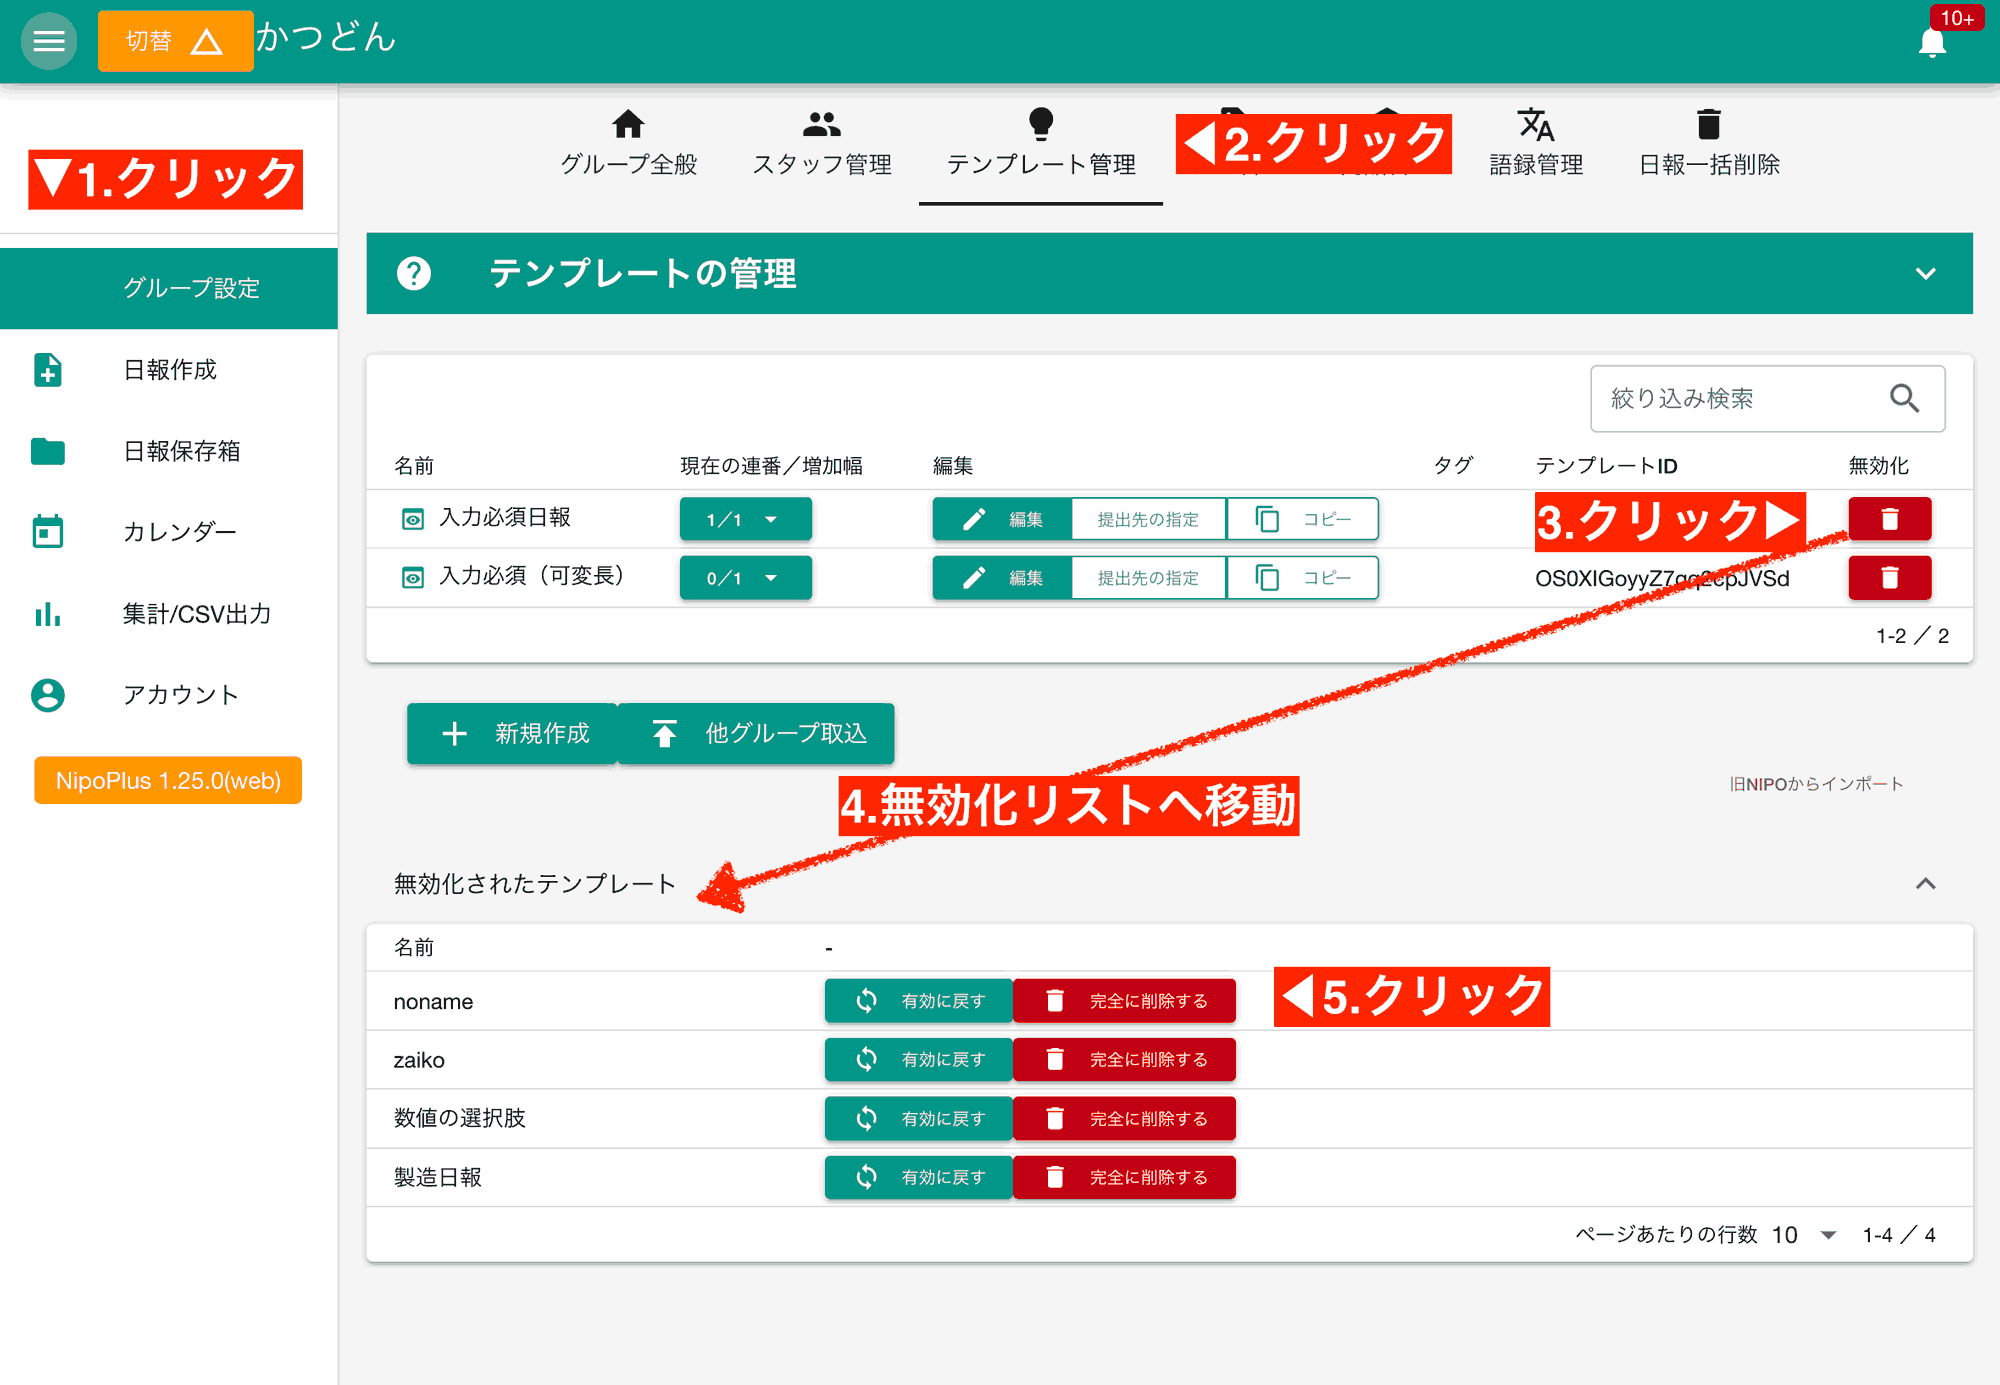 切替 かつどん
10+
▼1.クリック
グループ設定
日報作成
日報保存箱
カレンダー
集計/CSV出力
アカウント
NipoPlus 1.25.0(web)
グループ全般 スタッフ管理 テンプレート管理 ◀2.クリック 語録管理 日報一括削除
テンプレートの管理
絞り込み検索
名前 現在の連番／増加幅 編集 タグ テンプレートID 無効化
入力必須日報 1／1 編集 提出先の指定 コピー 3.クリック▶
入力必須（可変長） 0／1 編集 提出先の指定 コピー
1-2 ／ 2
新規作成 他グループ取込
旧NIPOからインポート
4.無効化リストへ移動
無効化されたテンプレート
名前 -
noname 有効に戻す 完全に削除する ◀5.クリック
zaiko 有効に戻す 完全に削除する
数値の選択肢 有効に戻す 完全に削除する
製造日報 有効に戻す 完全に削除する
ページあたりの行数 10 1-4 ／ 4